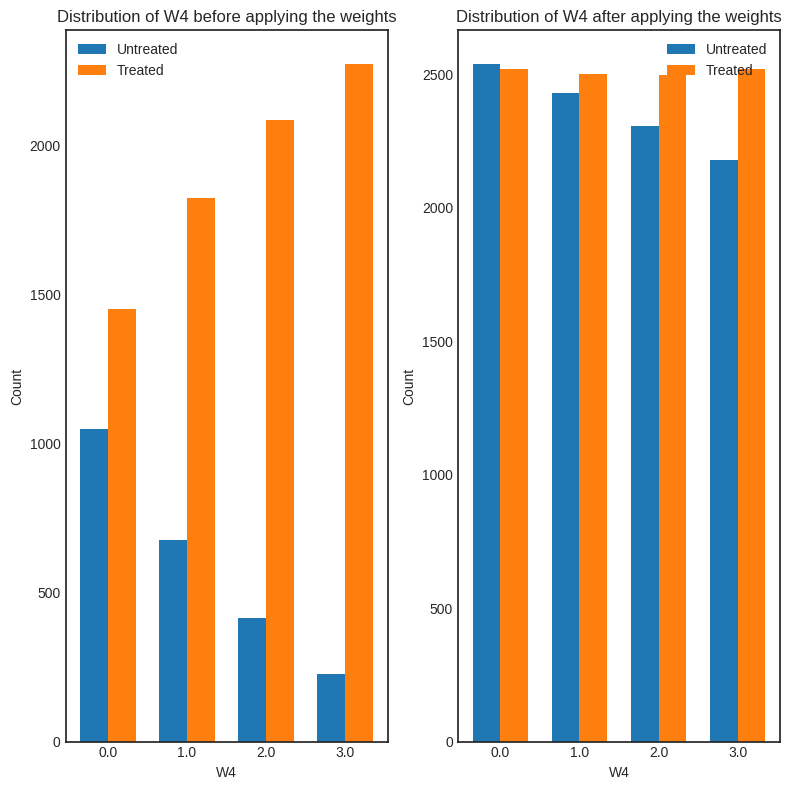 Distribution of W4 before applying the weights
Untreated
Treated
2000
1500
1000
500
0
Count
0.0 1.0 2.0 3.0
W4
Distribution of W4 after applying the weights
Untreated
Treated
2500
2000
1500
1000
500
0
Count
0.0 1.0 2.0 3.0
W4